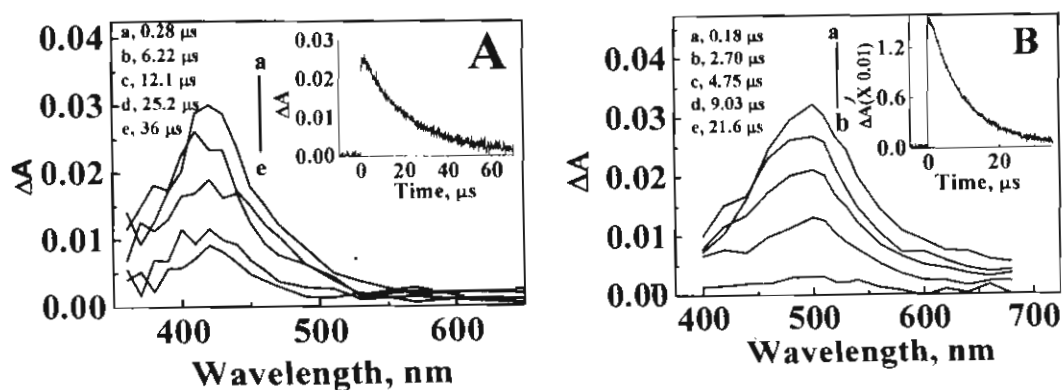 A
a, 0.28 μs
b, 6.22 μs
c, 12.1 μs
d, 25.2 μs
e, 36 μs
a
e
0.04
0.03
0.02
0.01
0.00
ΔA
400
500
600
Wavelength, nm
0.03
0.02
0.01
0.00
ΔA
0
20
40
60
Time, μs
B
a, 0.18 μs
b, 2.70 μs
c, 4.75 μs
d, 9.03 μs
e, 21.6 μs
a
b
0.04
0.03
0.02
0.01
0.00
ΔA
400
500
600
700
Wavelength, nm
1.2
0.6
0.0
ΔA(X 0.01)
0
20
Time, μs